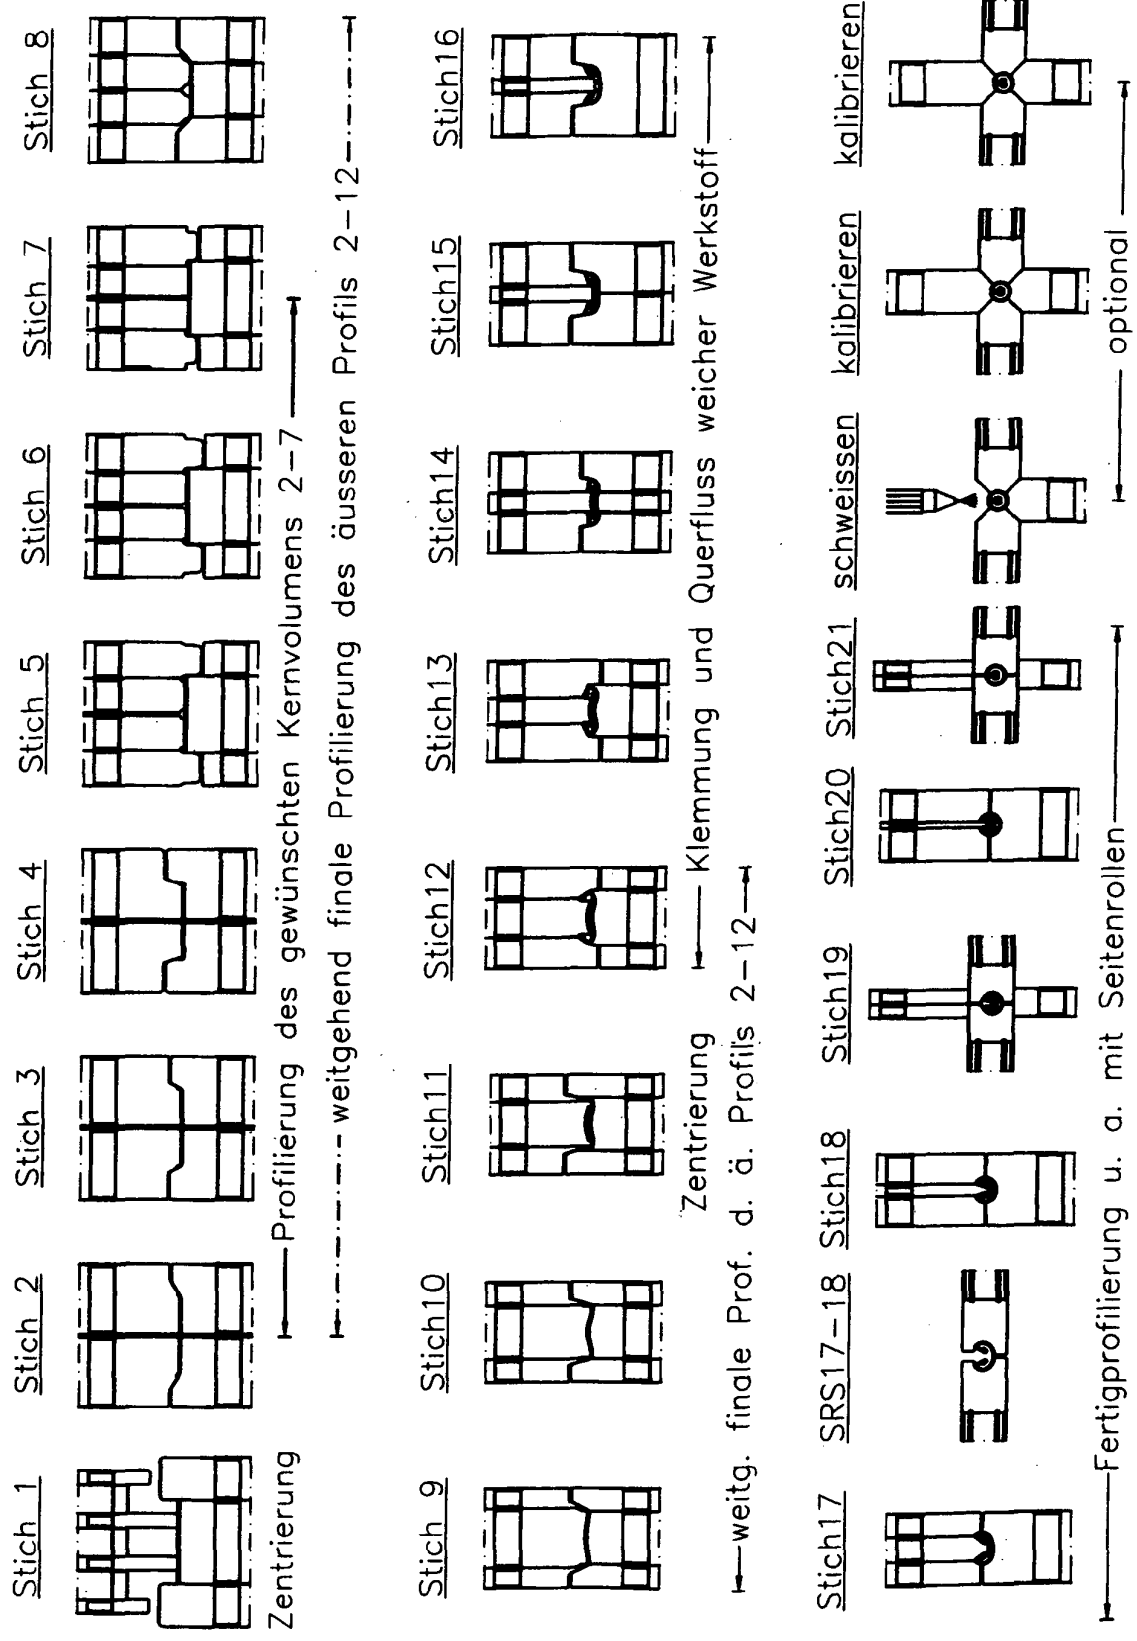 Stich 1
Stich 2
Stich 3
Stich 4
Stich 5
Stich 6
Stich 7
Stich 8
Zentrierung
Profilierung des gewünschten Kernvolumens 2-7
weitgehend finale Profilierung des äusseren Profils 2-12
Stich 9
Stich10
Stich11
Stich12
Stich13
Stich14
Stich15
Stich16
Zentrierung
Klemmung und Querfluss weicher Werkstoff
weitg. finale Prof. d. ä. Profils 2-12
Stich17
SRS17-18
Stich18
Stich19
Stich20
Stich21
schweissen
kalibrieren
kalibrieren
Fertigprofilierung u. a. mit Seitenrollen
optional